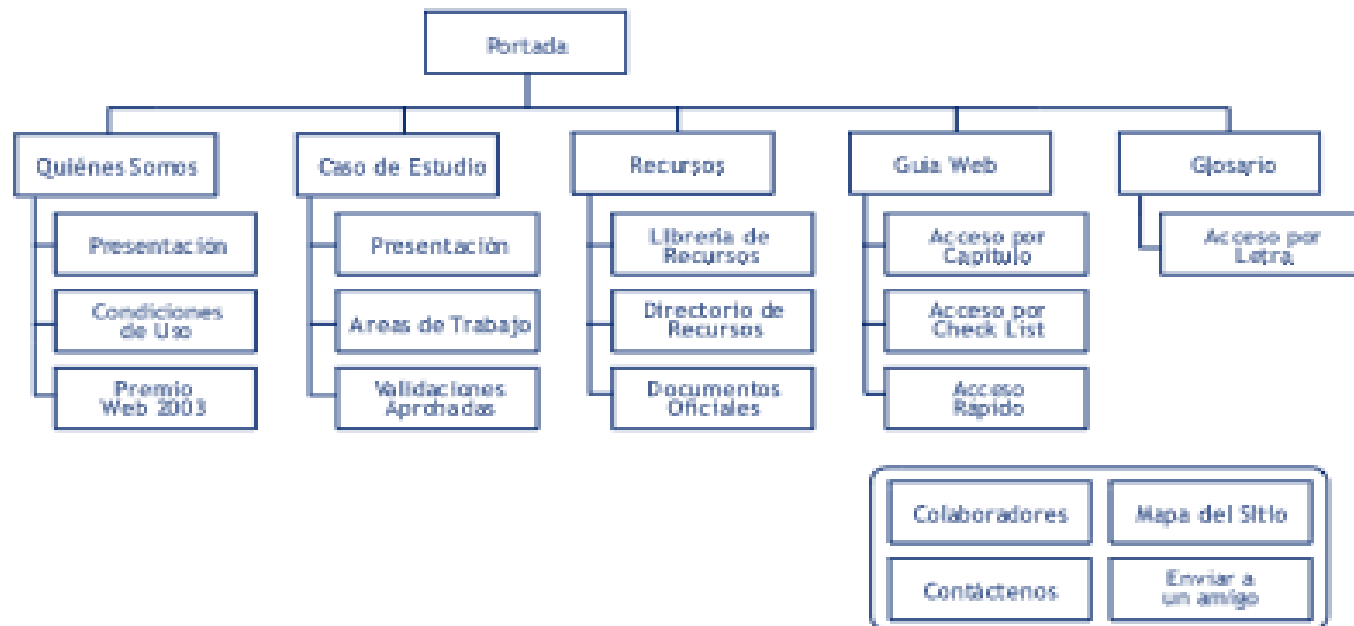 Portada
Quiénes Somos
Caso de Estudio
Recursos
Guía Web
Glosario
Presentación
Condiciones
de Uso
Premio
Web 2003
Presentación
Areas de Trabajo
Validaciones
Aprobadas
Librería de
Recursos
Directorio de
Recursos
Documentos
Oficiales
Acceso por
Capítulo
Acceso por
Check List
Acceso
Rápido
Acceso por
Letra
Colaboradores
Mapa del Sitio
Contáctenos
Enviar a
un amigo